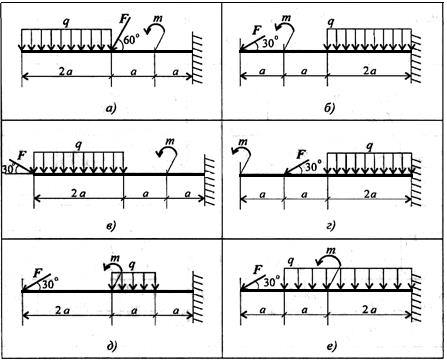 q F m
60°
2a a a
а)
F m q
30°
a a 2a
б)
F q m
30°
2a a a
в)
m F q
30°
a a 2a
г)
F m q
30°
2a a a
д)
F q m
30°
a a 2a
е)